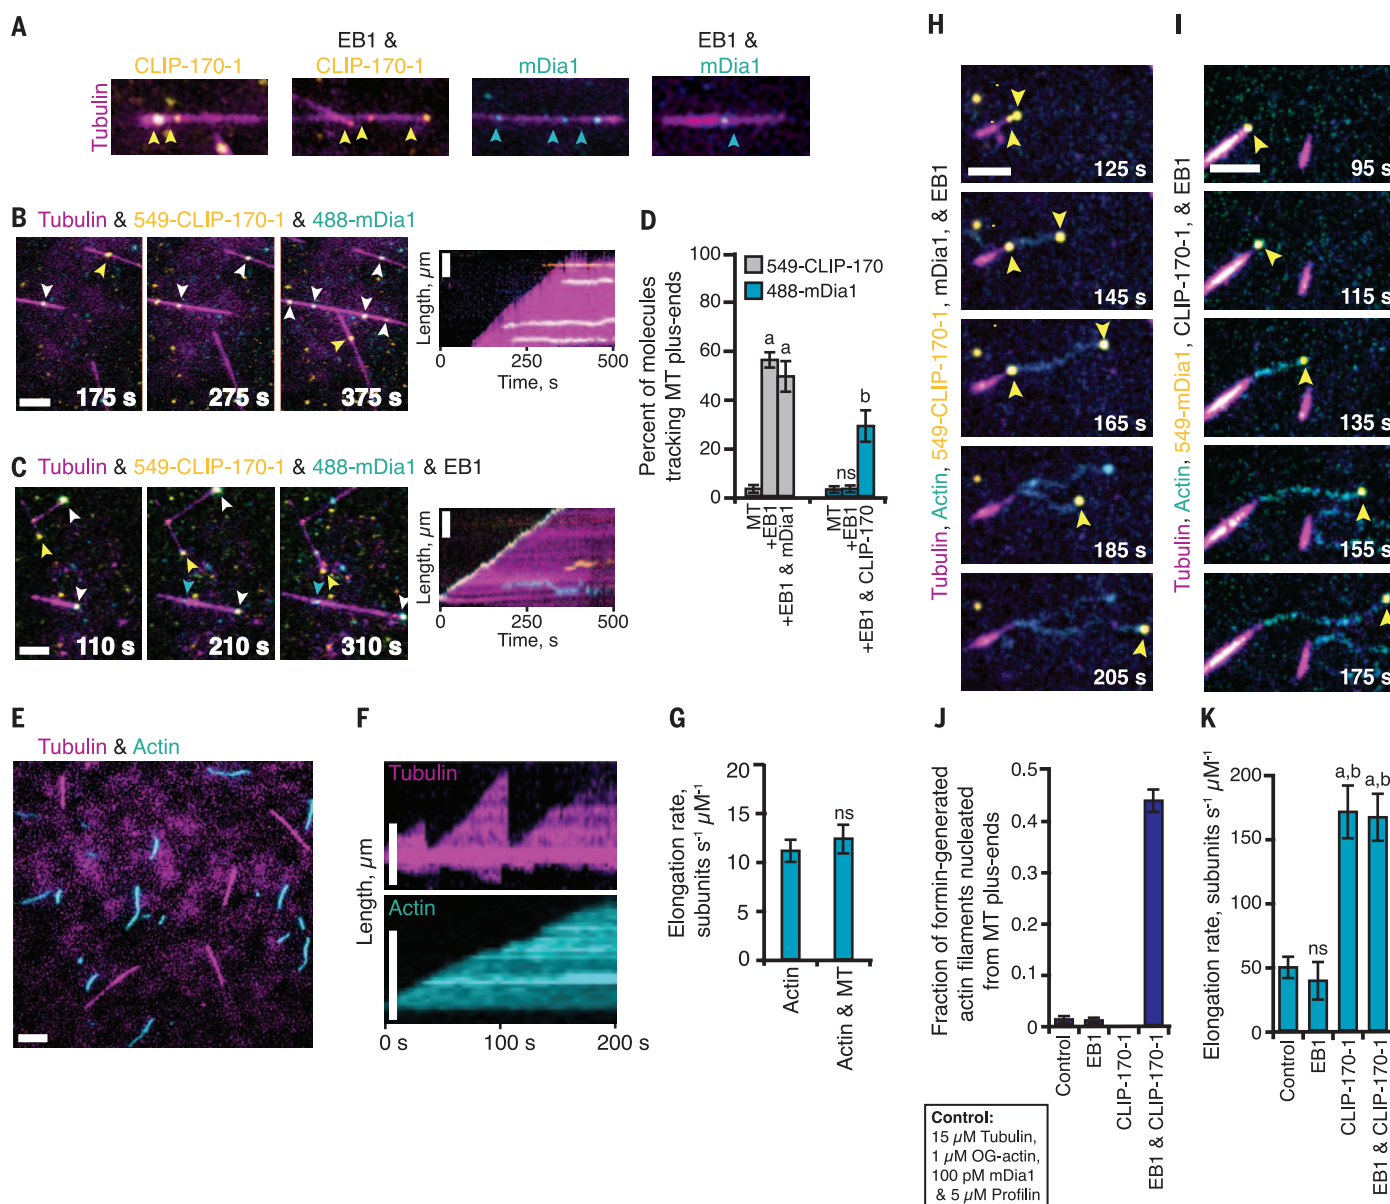 A
CLIP-170-1
EB1 &
CLIP-170-1
mDia1
EB1 &
mDia1
Tubulin
B
Tubulin & 549-CLIP-170-1 & 488-mDia1
175 s
275 s
375 s
Length, µm
0
250
500
Time, s
C
Tubulin & 549-CLIP-170-1 & 488-mDia1 & EB1
110 s
210 s
310 s
Length, µm
0
250
500
Time, s
D
Percent of molecules
tracking MT plus-ends
100
80
60
40
20
0
549-CLIP-170
488-mDia1
a
a
ns
b
MT
+EB1
+EB1 & mDia1
MT
+EB1
+EB1 & CLIP-170
E
Tubulin & Actin
F
Tubulin
Actin
Length, µm
0 s
100 s
200 s
G
Elongation rate,
subunits s⁻¹ µM⁻¹
20
15
10
5
0
ns
Actin
Actin & MT
H
Tubulin, Actin, 549-CLIP-170-1, mDia1, & EB1
125 s
145 s
165 s
185 s
205 s
I
Tubulin, Actin, 549-mDia1, CLIP-170-1, & EB1
95 s
115 s
135 s
155 s
175 s
J
Fraction of formin-generated
actin filaments nucleated
from MT plus-ends
0.5
0.4
0.3
0.2
0.1
0
Control
EB1
CLIP-170-1
EB1 & CLIP-170-1
Control:
15 µM Tubulin,
1 µM OG-actin,
100 pM mDia1
& 5 µM Profilin
K
Elongation rate, subunits s⁻¹ µM⁻¹
200
150
100
50
0
ns
a,b
a,b
Control
EB1
CLIP-170-1
EB1 & CLIP-170-1